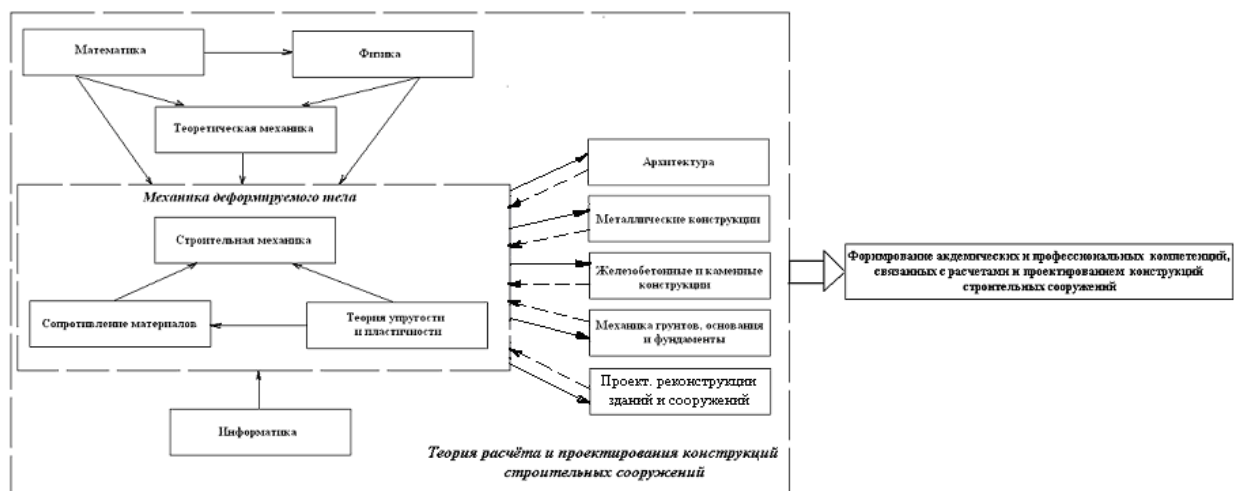 Математика
Физика
Теоретическая механика
Механика деформируемого тела
Строительная механика
Сопротивление материалов
Теория упругости
и пластичности
Информатика
Архитектура
Металлические конструкции
Железобетонные и каменные
конструкции
Механика грунтов, основания
и фундаменты
Проект. реконструкции
зданий и сооружений
Теория расчёта и проектирования конструкций
строительных сооружений
Формирование акдемических и профессиональных компетенций,
связанных с расчетами и проектированием конструкций
строительных сооружений